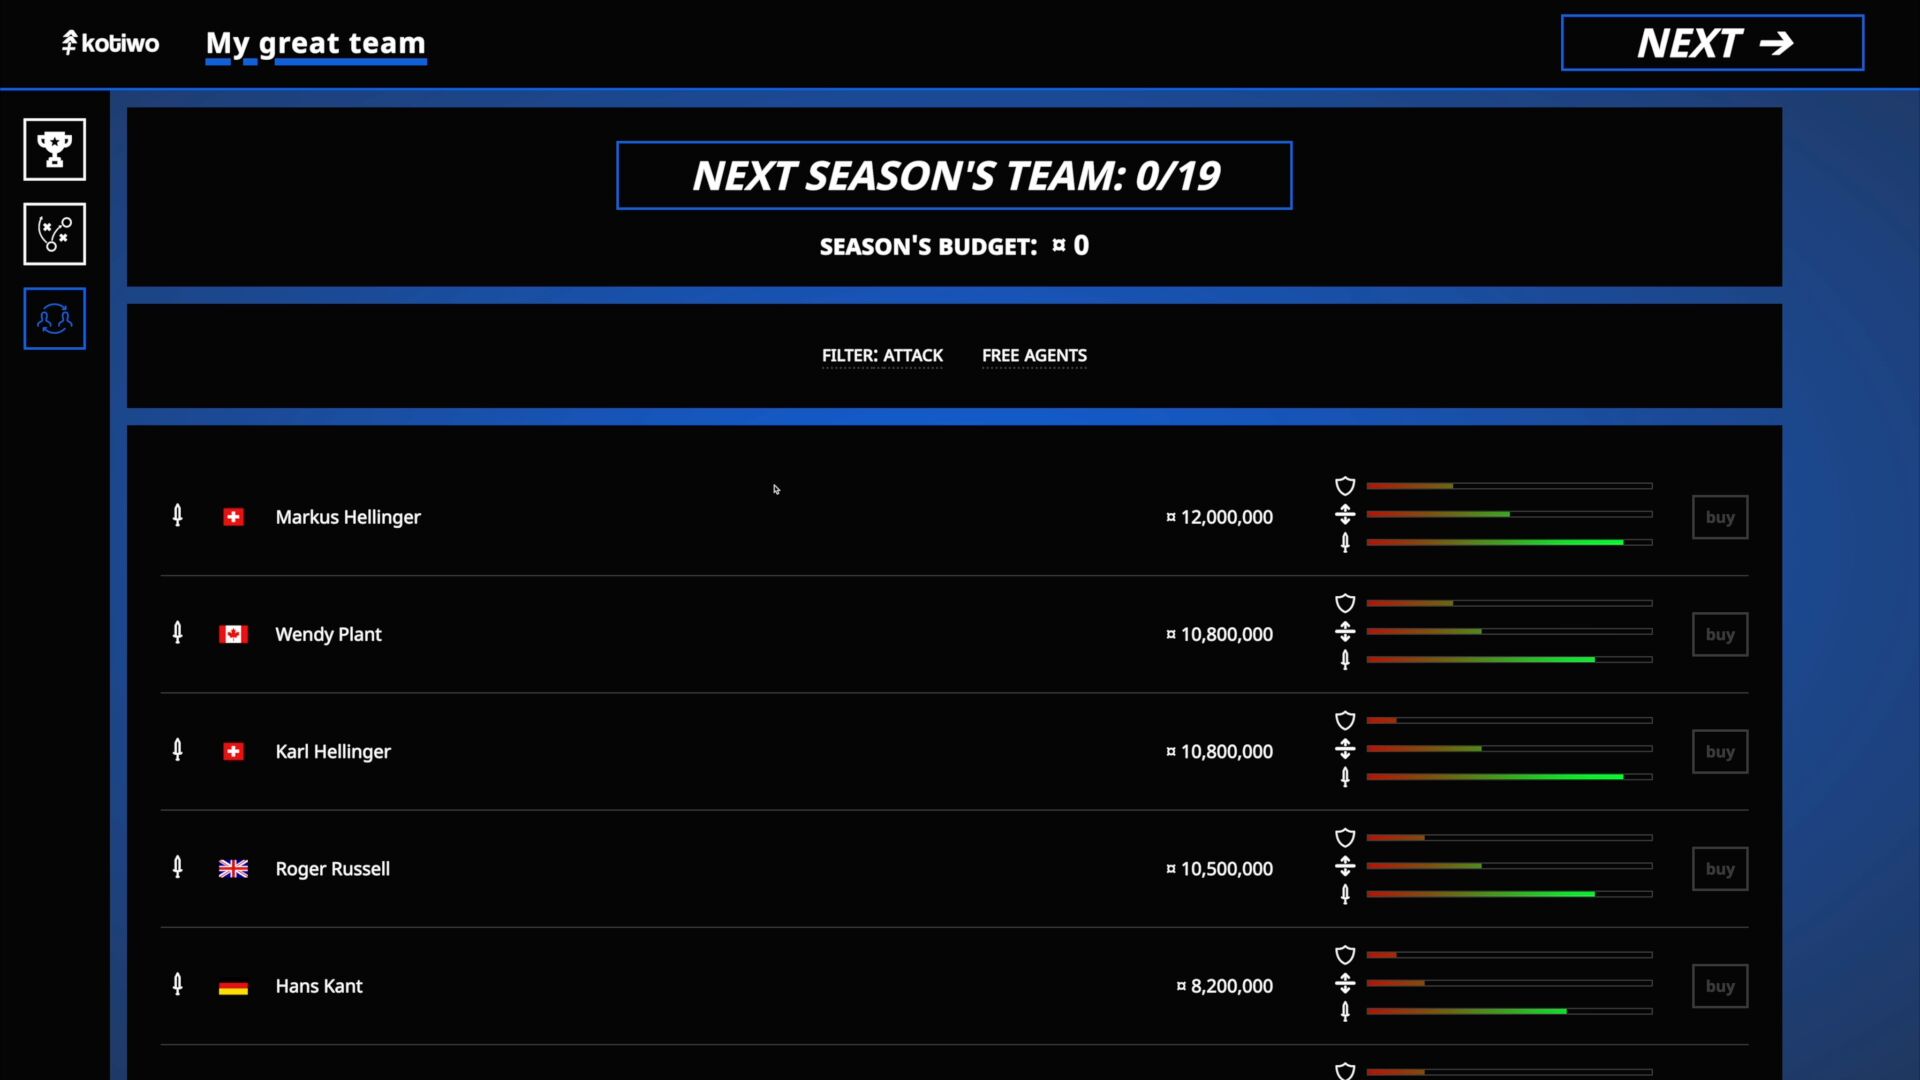 kotiwo
My great team
NEXT →
NEXT SEASON'S TEAM: 0/19
SEASON'S BUDGET: ¤ 0
FILTER: ATTACK FREE AGENTS
Markus Hellinger ¤ 12,000,000 buy
Wendy Plant ¤ 10,800,000 buy
Karl Hellinger ¤ 10,800,000 buy
Roger Russell ¤ 10,500,000 buy
Hans Kant ¤ 8,200,000 buy